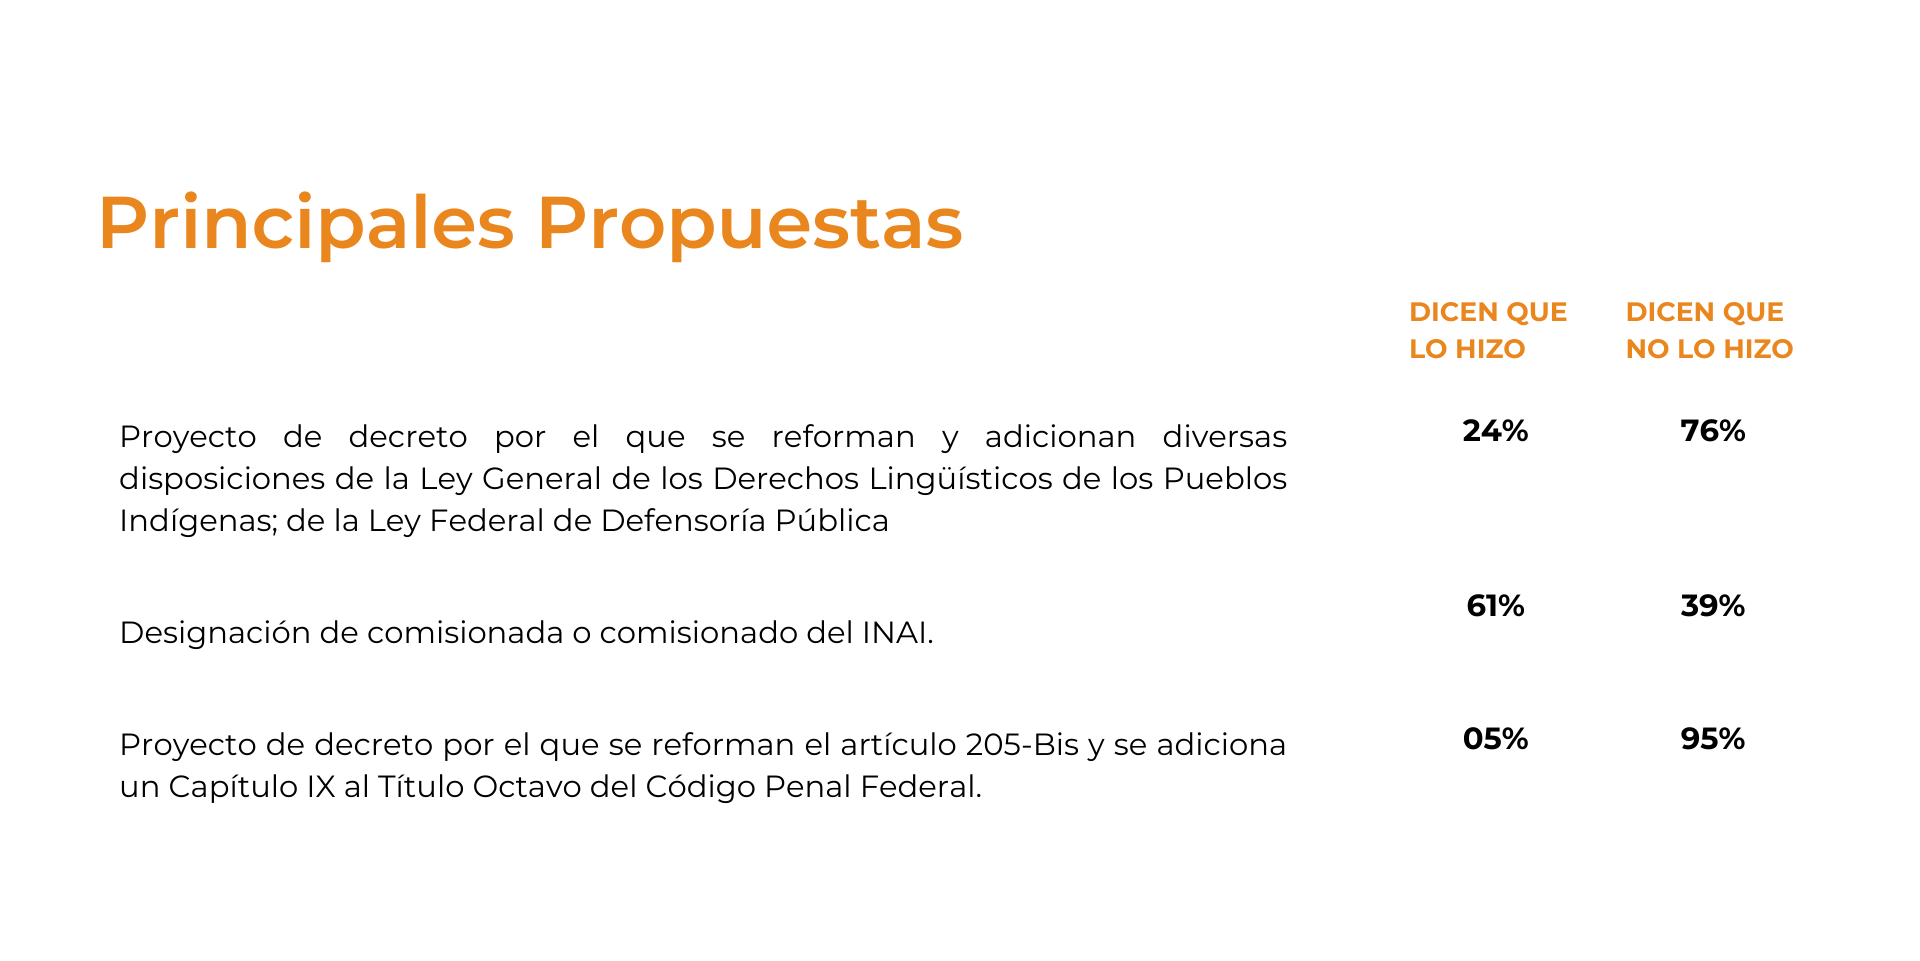 Principales Propuestas
DICEN QUE
LO HIZO
DICEN QUE
NO LO HIZO
Proyecto de decreto por el que se reforman y adicionan diversas
disposiciones de la Ley General de los Derechos Lingüísticos de los Pueblos
Indígenas; de la Ley Federal de Defensoría Pública
24%
76%
Designación de comisionada o comisionado del INAI.
61%
39%
Proyecto de decreto por el que se reforman el artículo 205-Bis y se adiciona
un Capítulo IX al Título Octavo del Código Penal Federal.
05%
95%